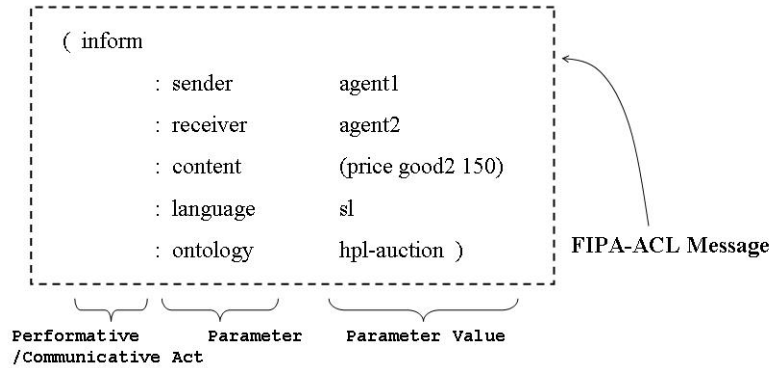 ( inform
: sender agent1
: receiver agent2
: content (price good2 150)
: language sl
: ontology hpl-auction )
FIPA-ACL Message
Performative Parameter Parameter Value
/Communicative Act